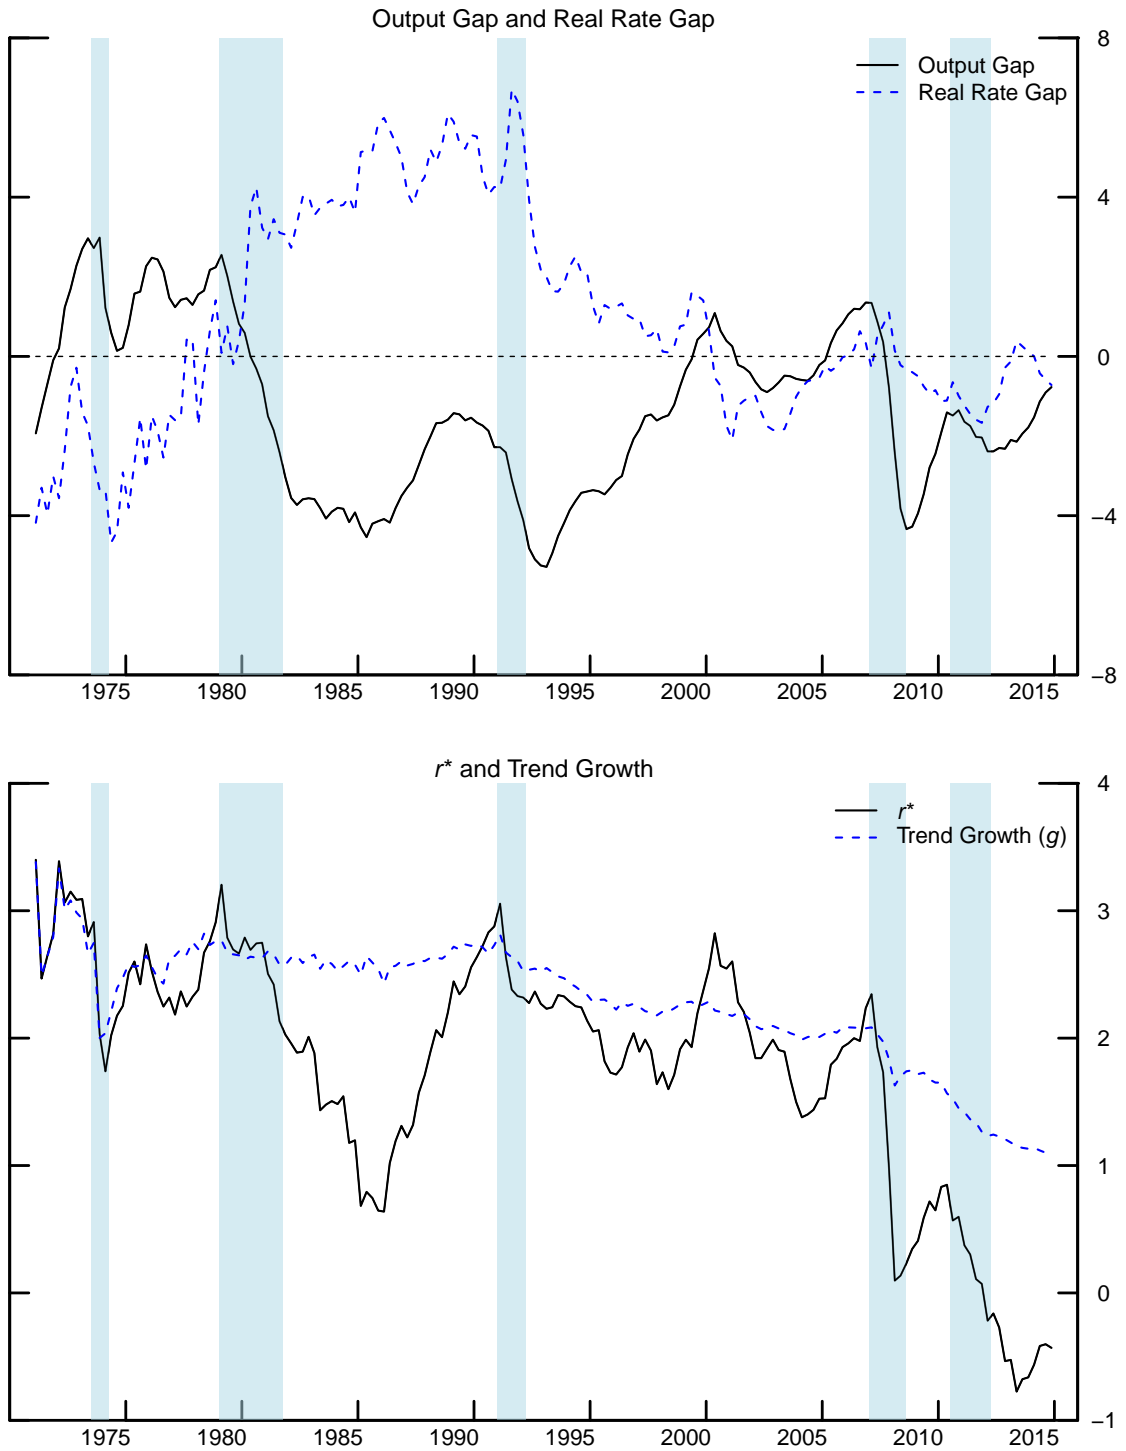 Output Gap and Real Rate Gap
8
Output Gap
Real Rate Gap
4
0
−4
−8
1975 1980 1985 1990 1995 2000 2005 2010 2015
r* and Trend Growth
4
r*
Trend Growth (g)
3
2
1
0
−1
1975 1980 1985 1990 1995 2000 2005 2010 2015